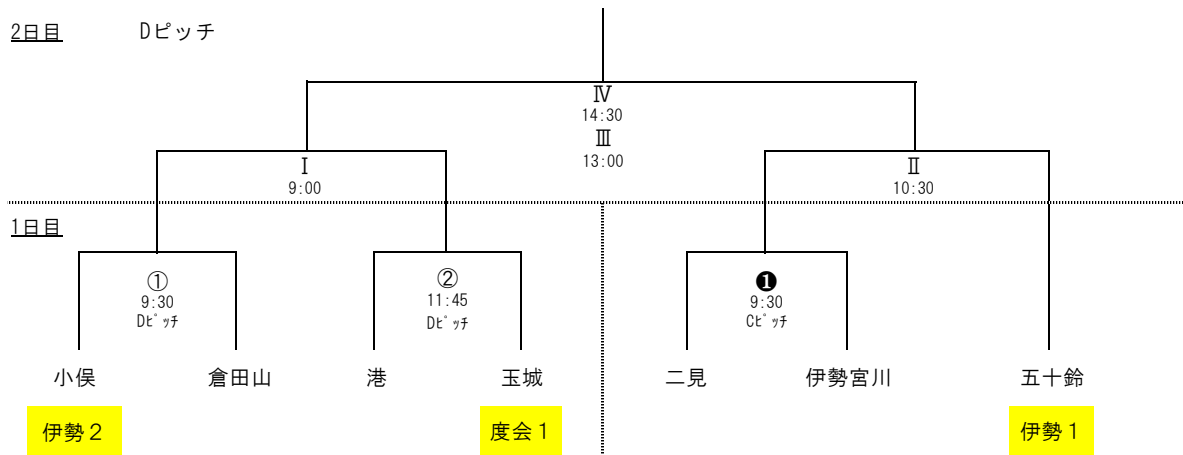 2日目 Dピッチ
Ⅳ
14:30
Ⅲ
13:00
Ⅰ
9:00
Ⅱ
10:30
1日目
①
9:30
Dﾋﾟｯﾁ
②
11:45
Dﾋﾟｯﾁ
❶
9:30
Cﾋﾟｯﾁ
小俣 倉田山 港 玉城 二見 伊勢宮川 五十鈴
伊勢２ 度会１ 伊勢１